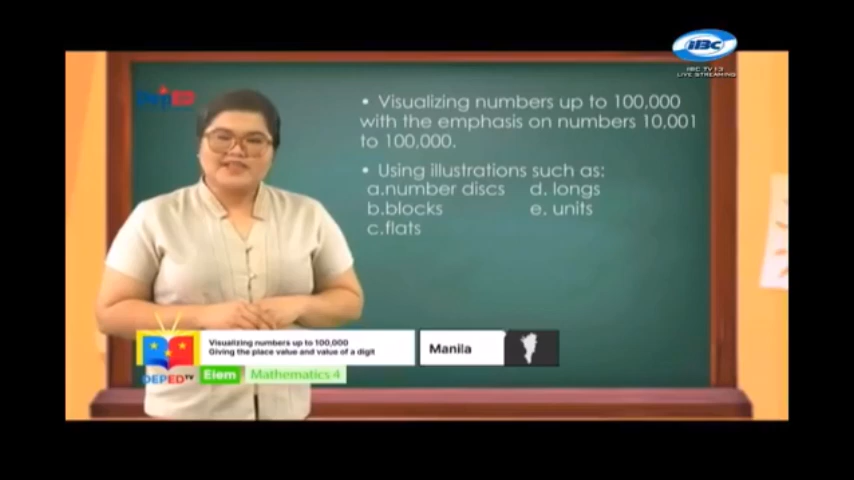 IBC
IBC TV 13
LIVE STREAMING
DepED
• Visualizing numbers up to 100,000
with the emphasis on numbers 10,001
to 100,000.
• Using illustrations such as:
a.number discs d. longs
b.blocks e. units
c.flats
Visualizing numbers up to 100,000
Giving the place value and value of a digit
Manila
DEPED TV
Elem Mathematics 4